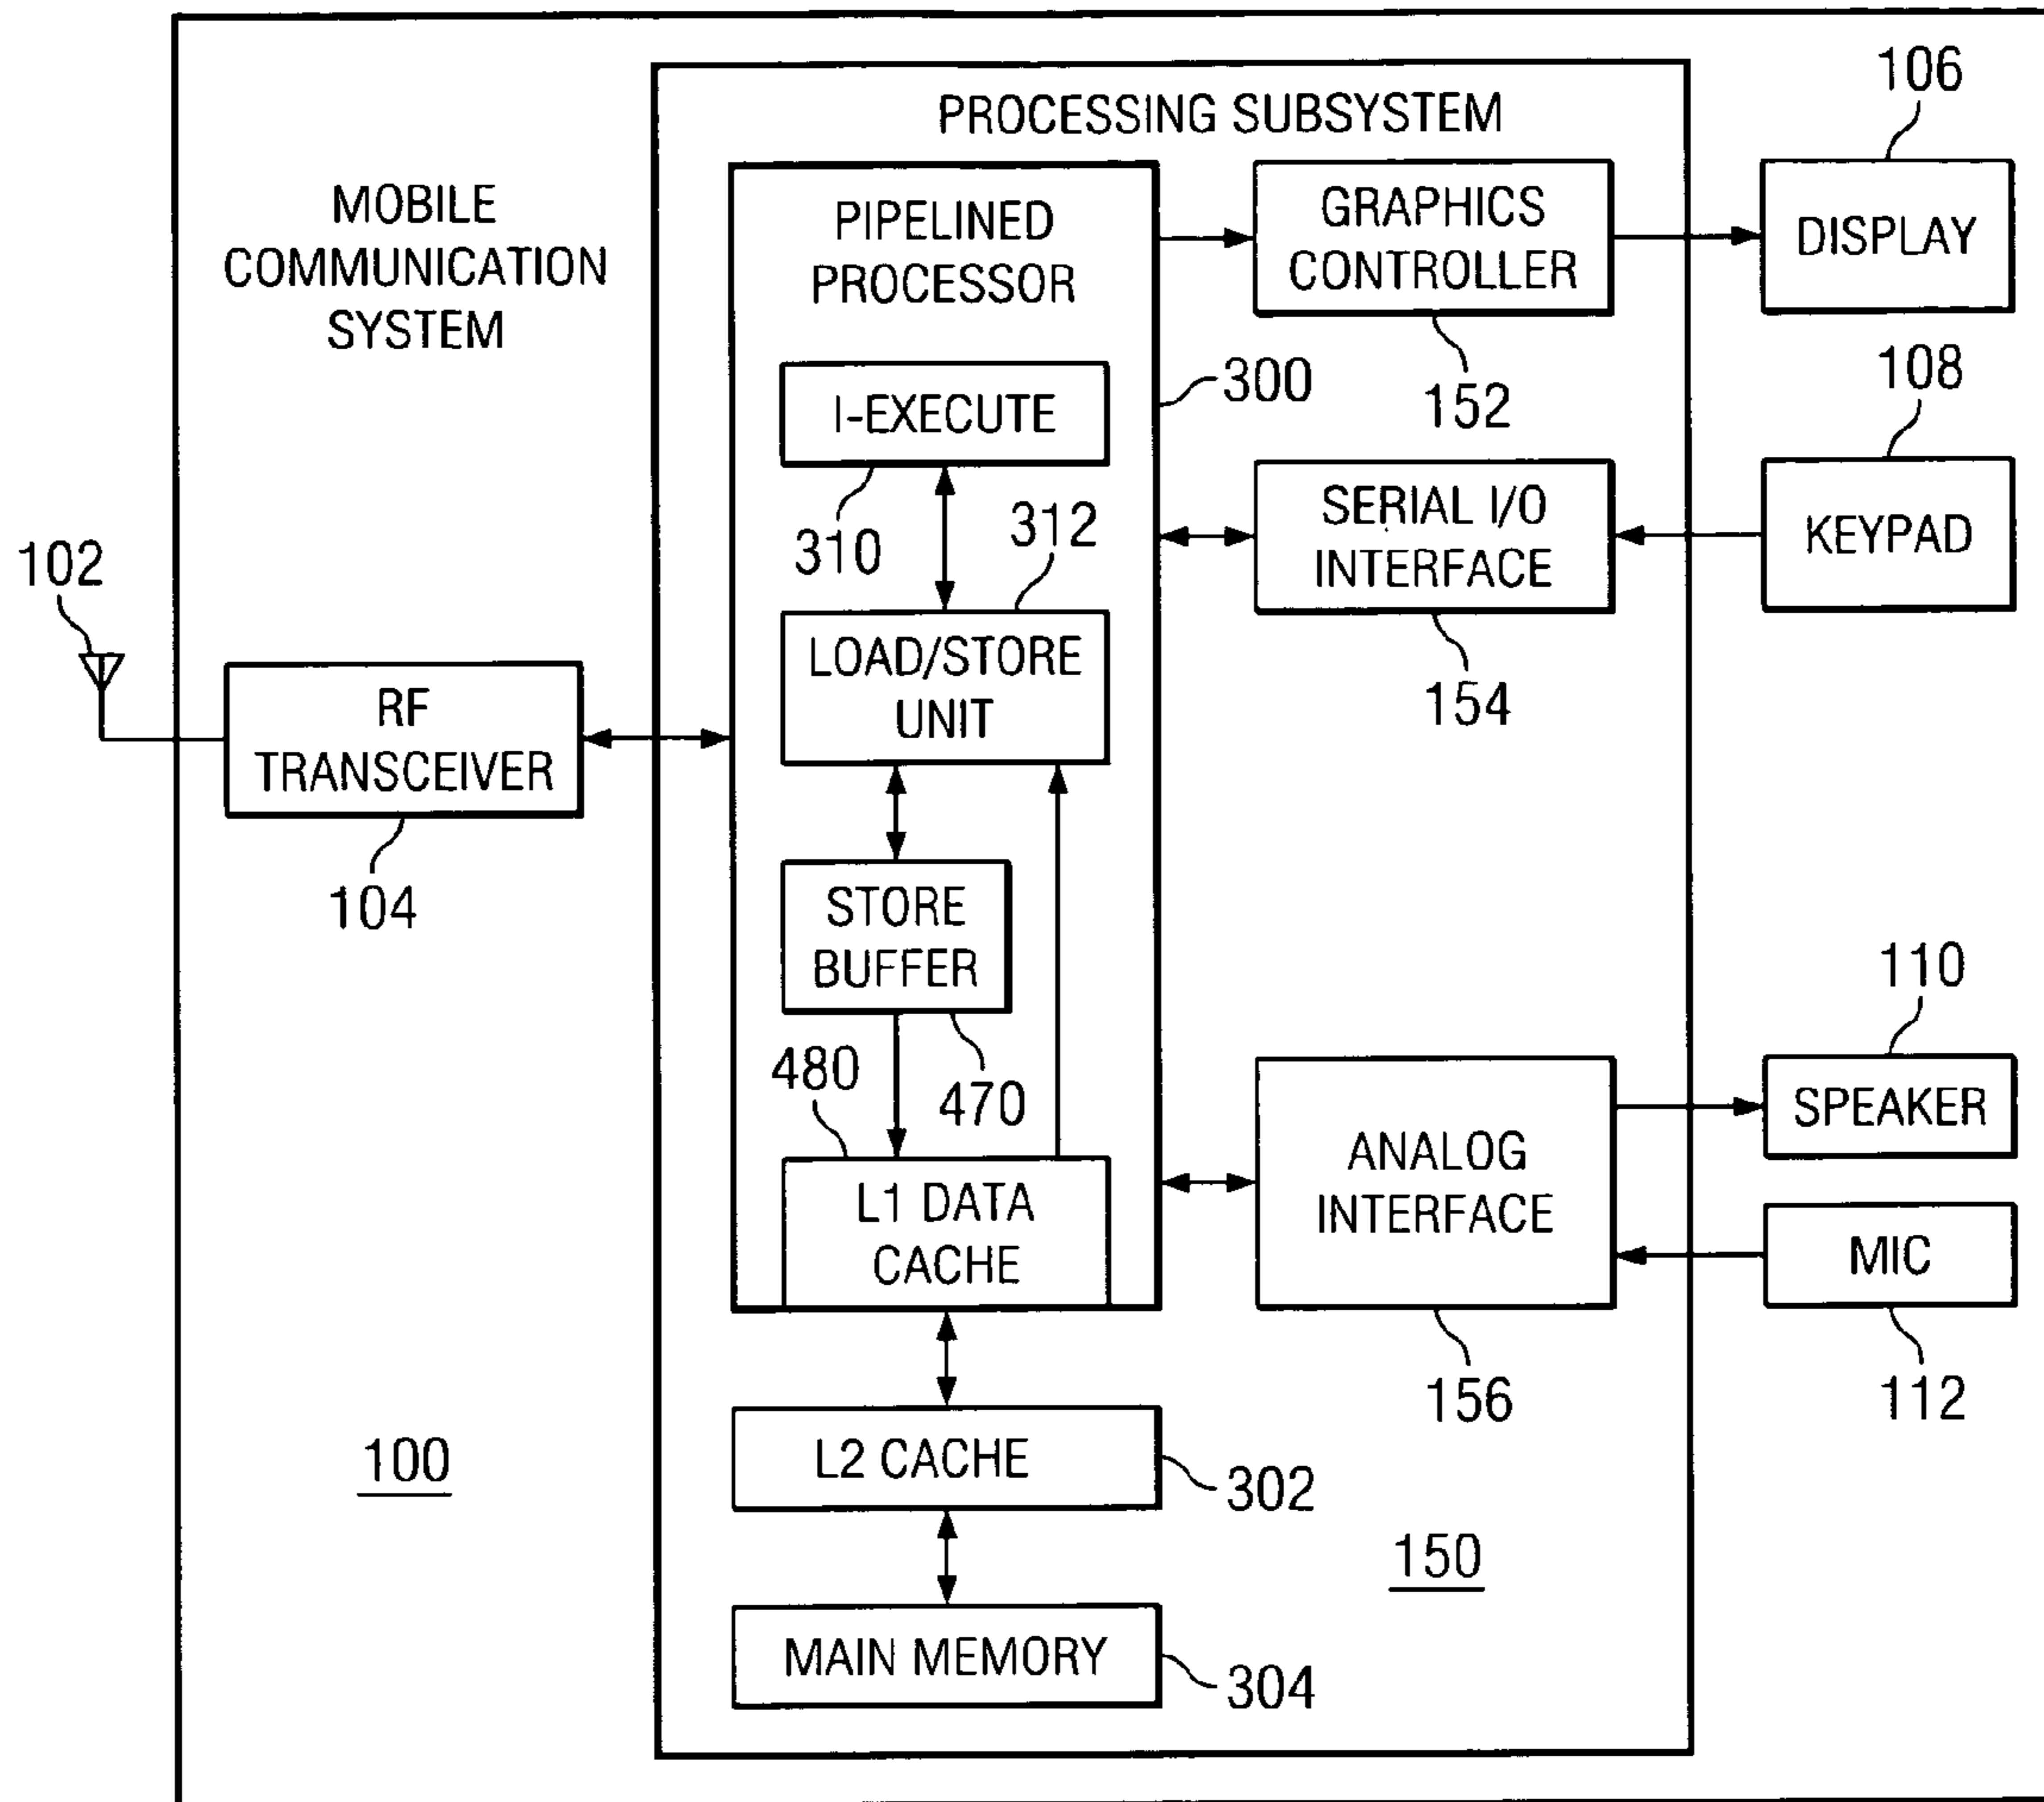 PROCESSING SUBSYSTEM
MOBILE
COMMUNICATION
SYSTEM
PIPELINED
PROCESSOR
GRAPHICS
CONTROLLER
106
DISPLAY
I-EXECUTE
300
152
108
310
312
SERIAL I/O
INTERFACE
KEYPAD
102
LOAD/STORE
UNIT
154
RF
TRANSCEIVER
104
STORE
BUFFER
110
480
470
SPEAKER
ANALOG
INTERFACE
L1 DATA
CACHE
MIC
156
112
100
L2 CACHE
302
150
MAIN MEMORY
304